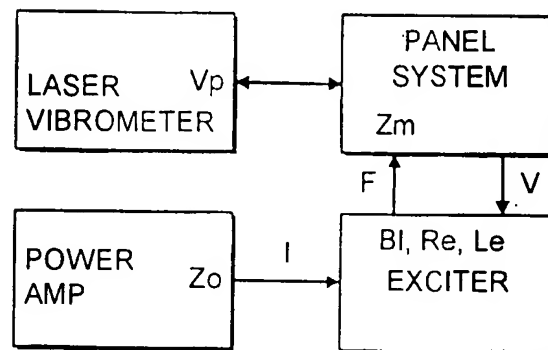 LASER
VIBROMETER
Vp
PANEL
SYSTEM
Zm
F
V
POWER
AMP
Zo
I
Bl, Re, Le
EXCITER